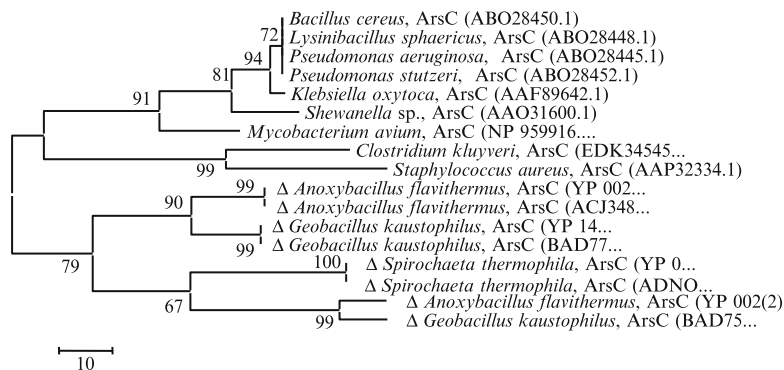 Bacillus cereus, ArsC (ABO28450.1)
72
Lysinibacillus sphaericus, ArsC (ABO28448.1)
94
Pseudomonas aeruginosa, ArsC (ABO28445.1)
81
Pseudomonas stutzeri, ArsC (ABO28452.1)
91
Klebsiella oxytoca, ArsC (AAF89642.1)
Shewanella sp., ArsC (AAO31600.1)
Mycobacterium avium, ArsC (NP 959916....
Clostridium kluyveri, ArsC (EDK34545...
99
Staphylococcus aureus, ArsC (AAP32334.1)
99
Δ Anoxybacillus flavithermus, ArsC (YP 002...
90
Δ Anoxybacillus flavithermus, ArsC (ACJ348...
Δ Geobacillus kaustophilus, ArsC (YP 14...
99
Δ Geobacillus kaustophilus, ArsC (BAD77...
79
100
Δ Spirochaeta thermophila, ArsC (YP 0...
Δ Spirochaeta thermophila, ArsC (ADNO...
67
Δ Anoxybacillus flavithermus, ArsC (YP 002(2)
99
Δ Geobacillus kaustophilus, ArsC (BAD75...
10